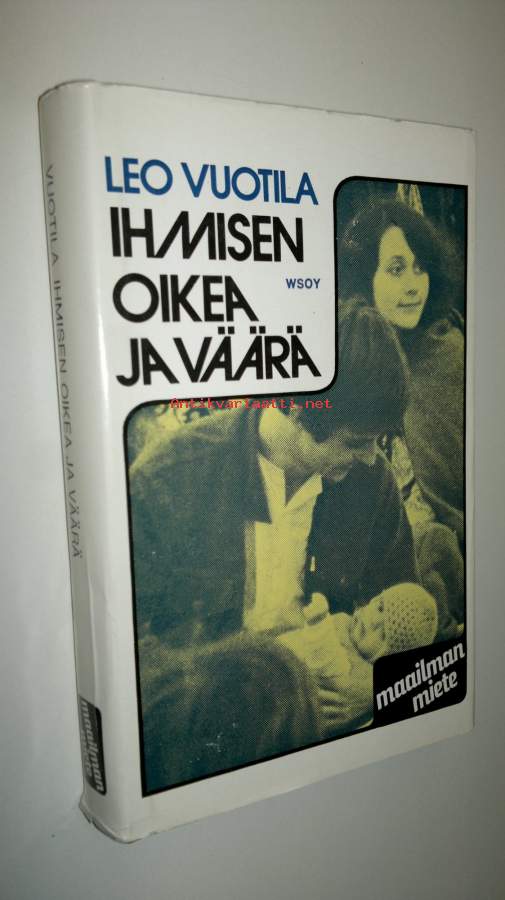 LEO VUOTILA
IHMISEN
OIKEA
WSOY
JA VÄÄRÄ
Antikvariaatti.net
maailman
miete
VUOTILA IHMISEN OIKEA JA VÄÄRÄ
maailman
miete